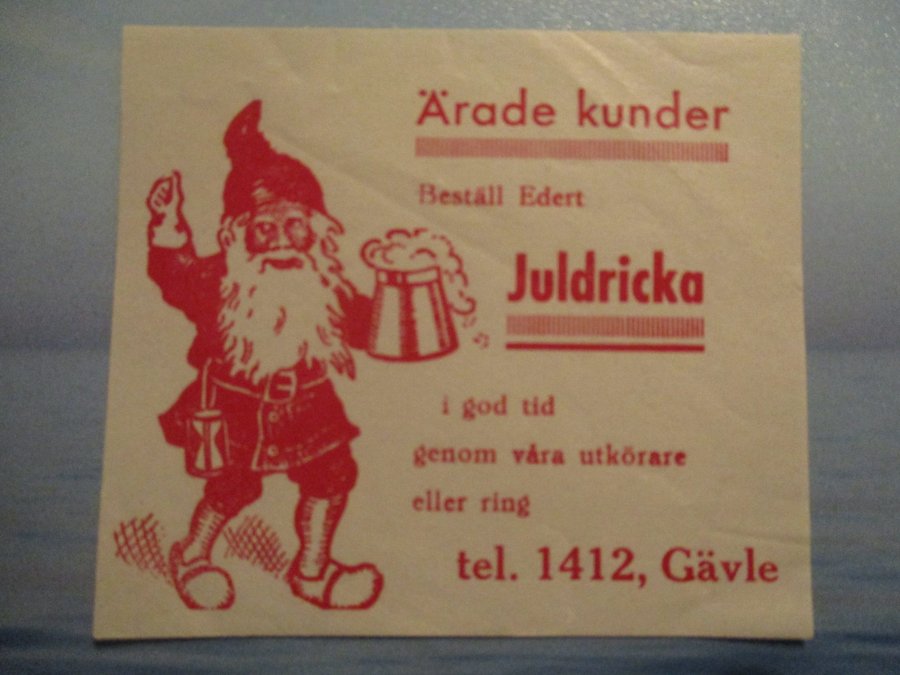 Ärade kunder
Beställ Edert
Juldricka
i god tid
genom våra utkörare
eller ring
tel. 1412, Gävle